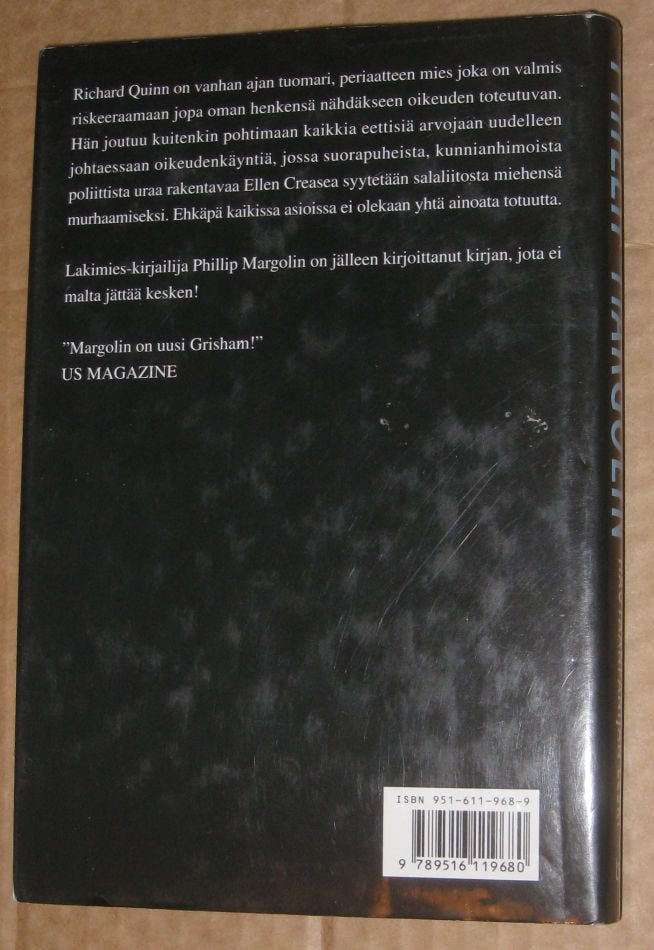 Richard Quinn on vanhan ajan tuomari, periaatteen mies joka on valmis
riskeeraamaan jopa oman henkensä nähdäkseen oikeuden toteutuvan.
Hän joutuu kuitenkin pohtimaan kaikkia eettisiä arvojaan uudelleen
johtaessaan oikeudenkäyntiä, jossa suorapuheista, kunnianhimoista
poliittista uraa rakentavaa Ellen Creasea syytetään salaliitosta miehensä
murhaamiseksi. Ehkäpä kaikissa asioissa ei olekaan yhtä ainoata totuutta.
Lakimies-kirjailija Phillip Margolin on jälleen kirjoittanut kirjan, jota ei
malta jättää kesken!
”Margolin on uusi Grisham!”
US MAGAZINE
ISBN 951-611-968-9
9 789516 119680
PHILLIP MARGOLIN